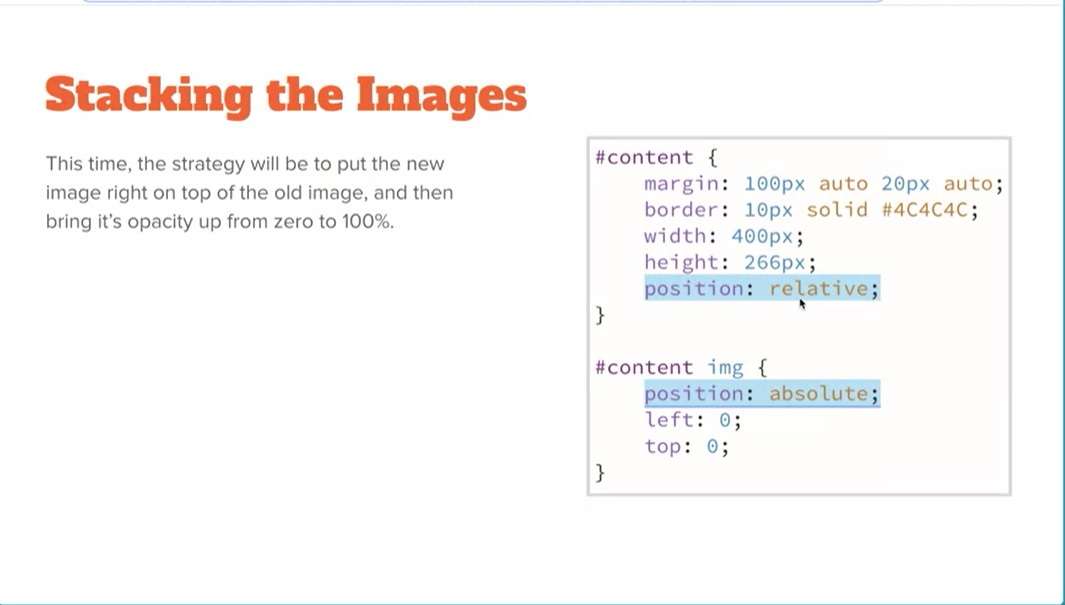 Stacking the Images
This time, the strategy will be to put the new
image right on top of the old image, and then
bring it’s opacity up from zero to 100%.
#content {
margin: 100px auto 20px auto;
border: 10px solid #4C4C4C;
width: 400px;
height: 266px;
position: relative;
}
#content img {
position: absolute;
left: 0;
top: 0;
}